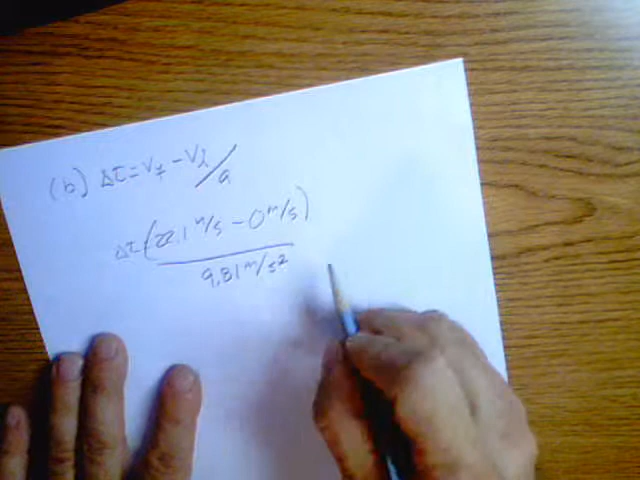 (b) Δt = Vf - Vi/a
Δt (22.1 m/s - 0 m/s)
9.81 m/s²